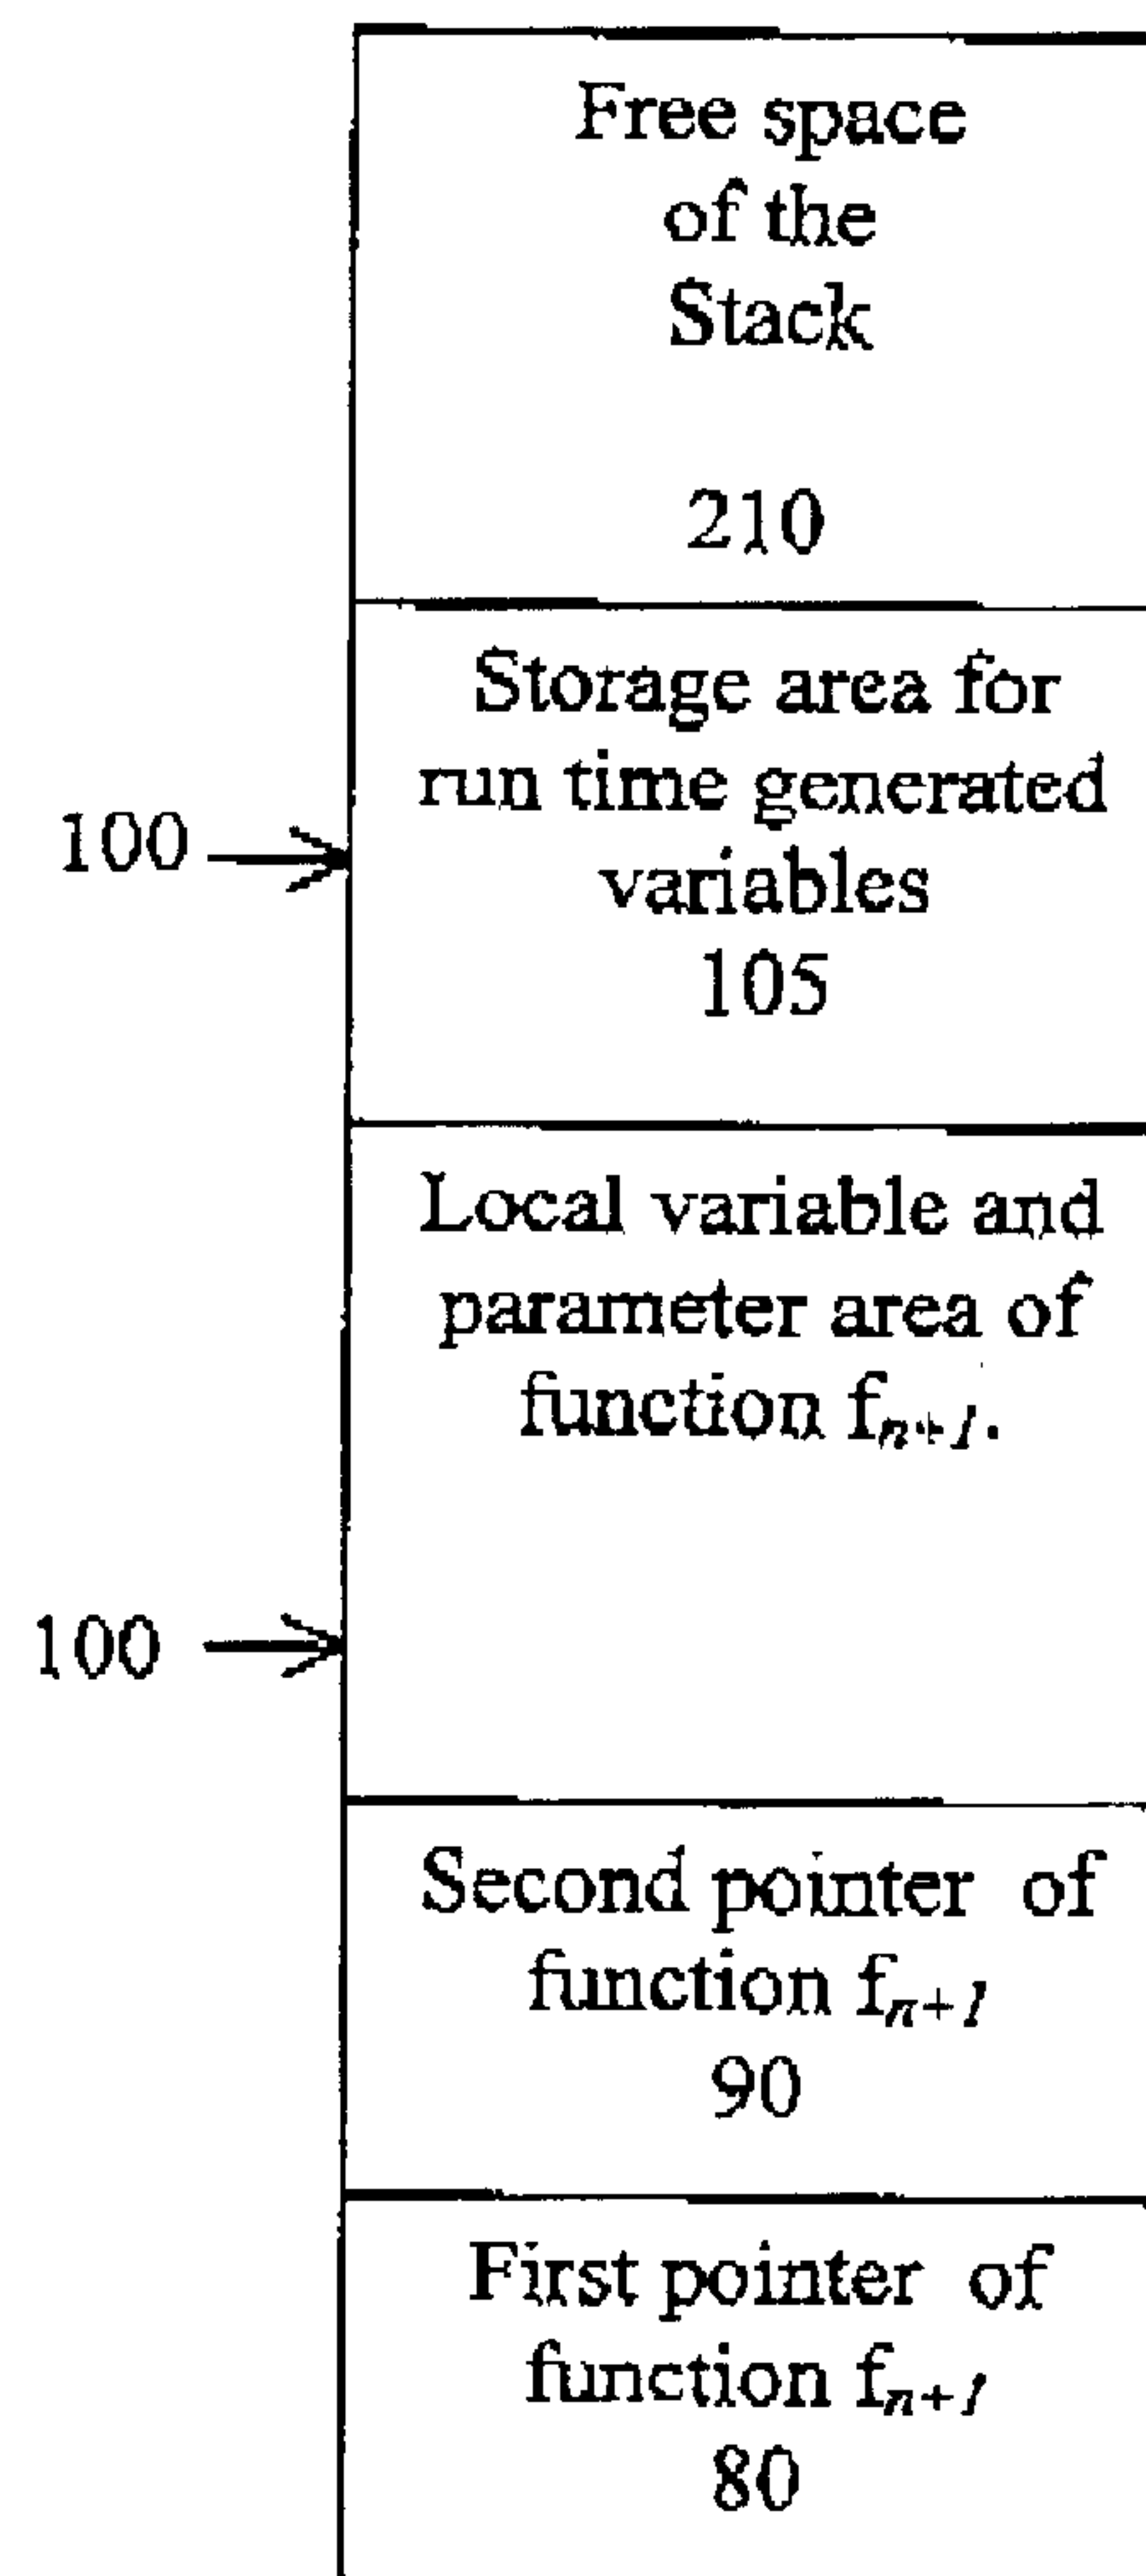 Free space
of the
Stack
210
Storage area for
run time generated
variables
105
100
Local variable and
parameter area of
function fn+1.
100
Second pointer of
function fn+1
90
First pointer of
function fn+1
80